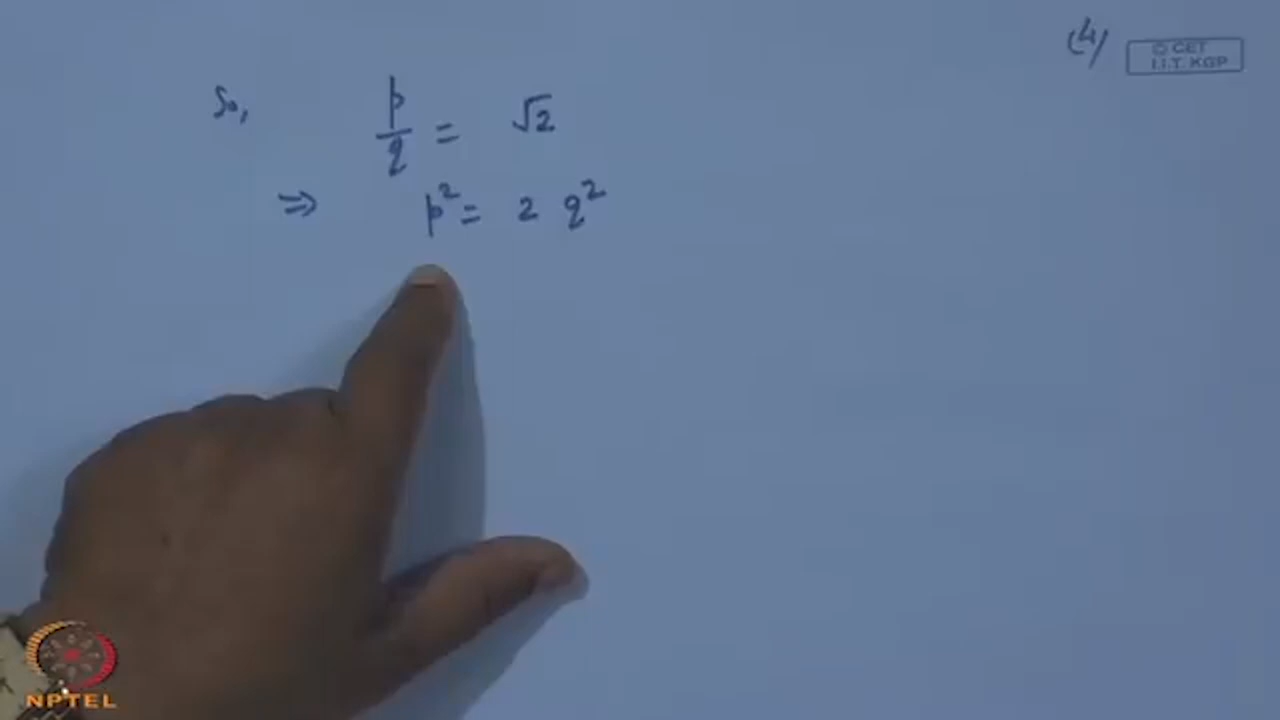 (4)
© CET
I.I.T. KGP
So, p/q = √2
⇒ p² = 2 q²
NPTEL